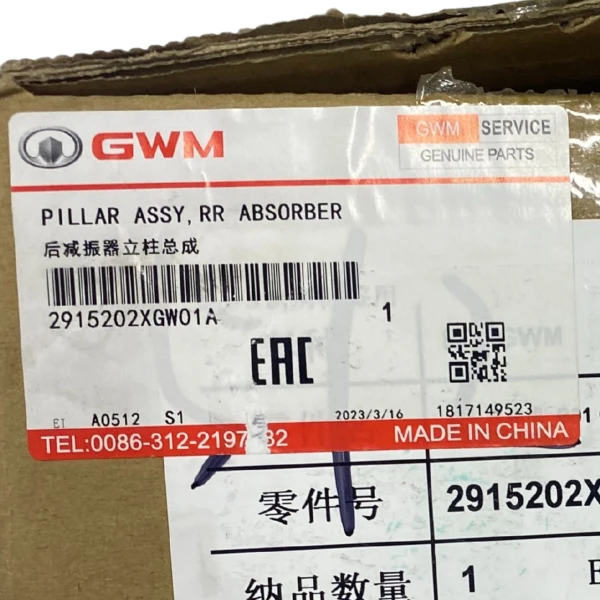 GWM
GWM SERVICE
GENUINE PARTS
PILLAR ASSY, RR ABSORBER
后减振器立柱总成
2915202XGW01A 1
EAC
ET A0512 S1 2023/3/16 1817149523
MADE IN CHINA
零件号 2915202X
纳品数量 1